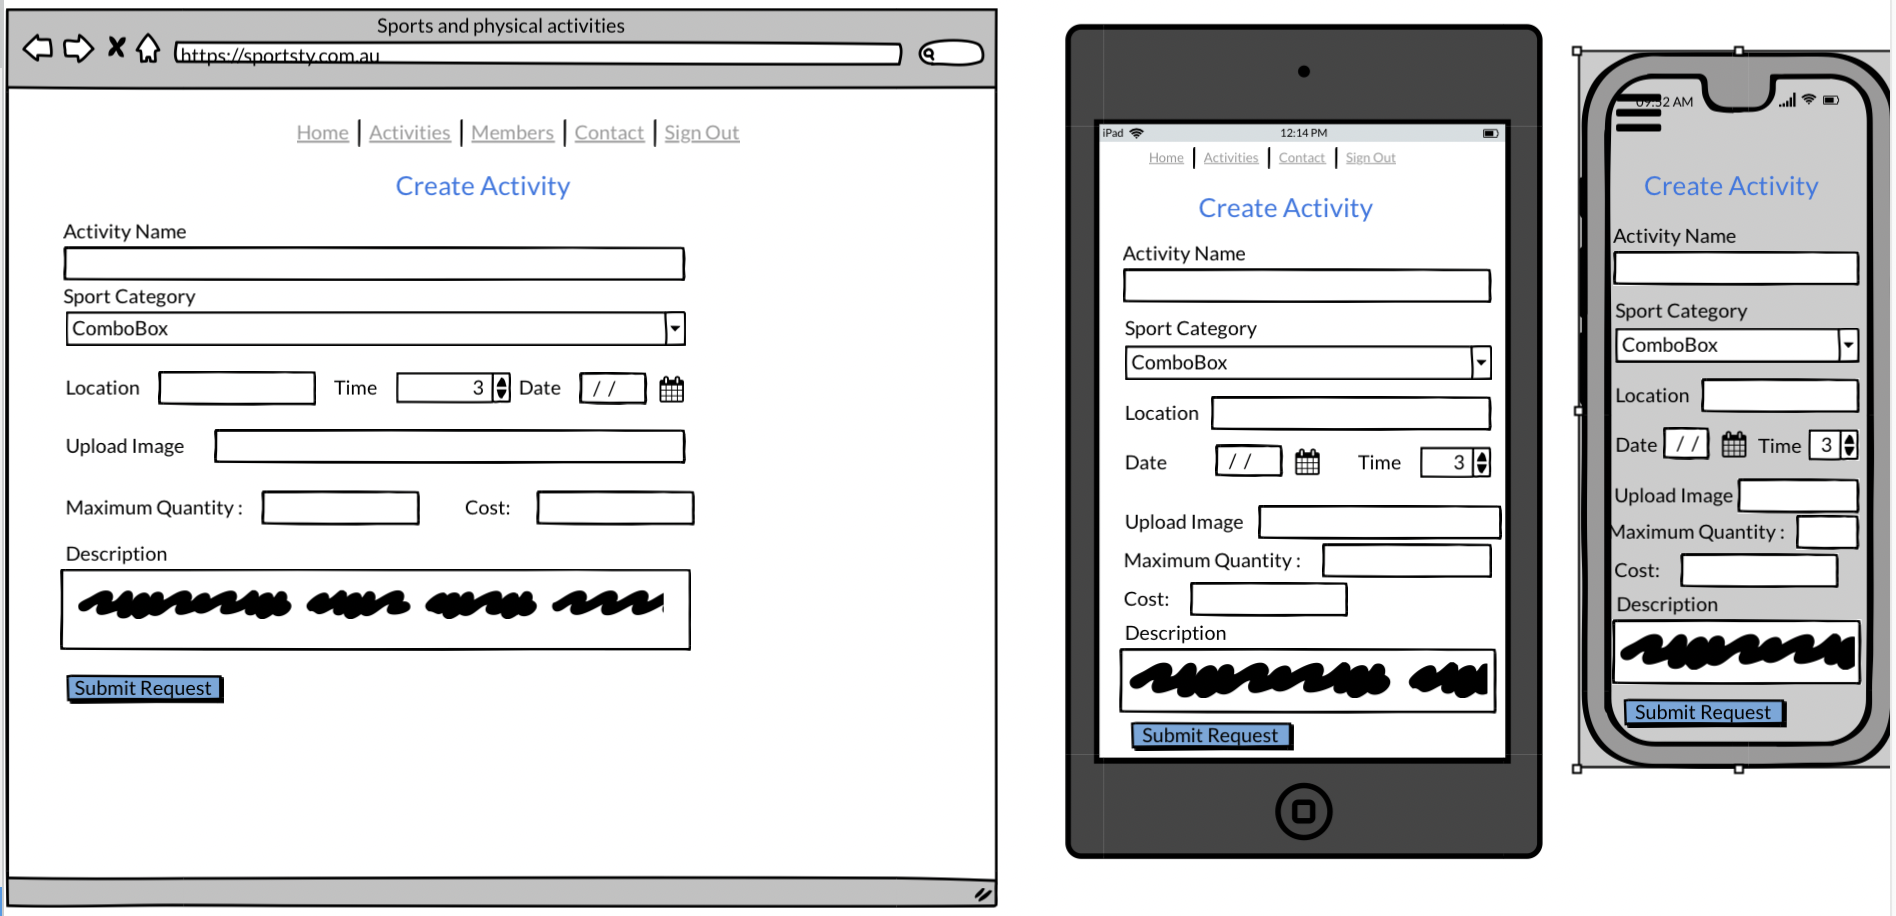 Sports and physical activities
https://sportsty.com.au
Home | Activities | Members | Contact | Sign Out
Create Activity
Activity Name
Sport Category
ComboBox
Location Time 3 Date / /
Upload Image
Maximum Quantity : Cost:
Description
Submit Request
iPad 12:14 PM
Home | Activities | Contact | Sign Out
Create Activity
Activity Name
Sport Category
ComboBox
Location
Date / / Time 3
Upload Image
Maximum Quantity :
Cost:
Description
Submit Request
AM
Create Activity
Activity Name
Sport Category
ComboBox
Location
Date / / Time 3
Upload Image
Maximum Quantity :
Cost:
Description
Submit Request